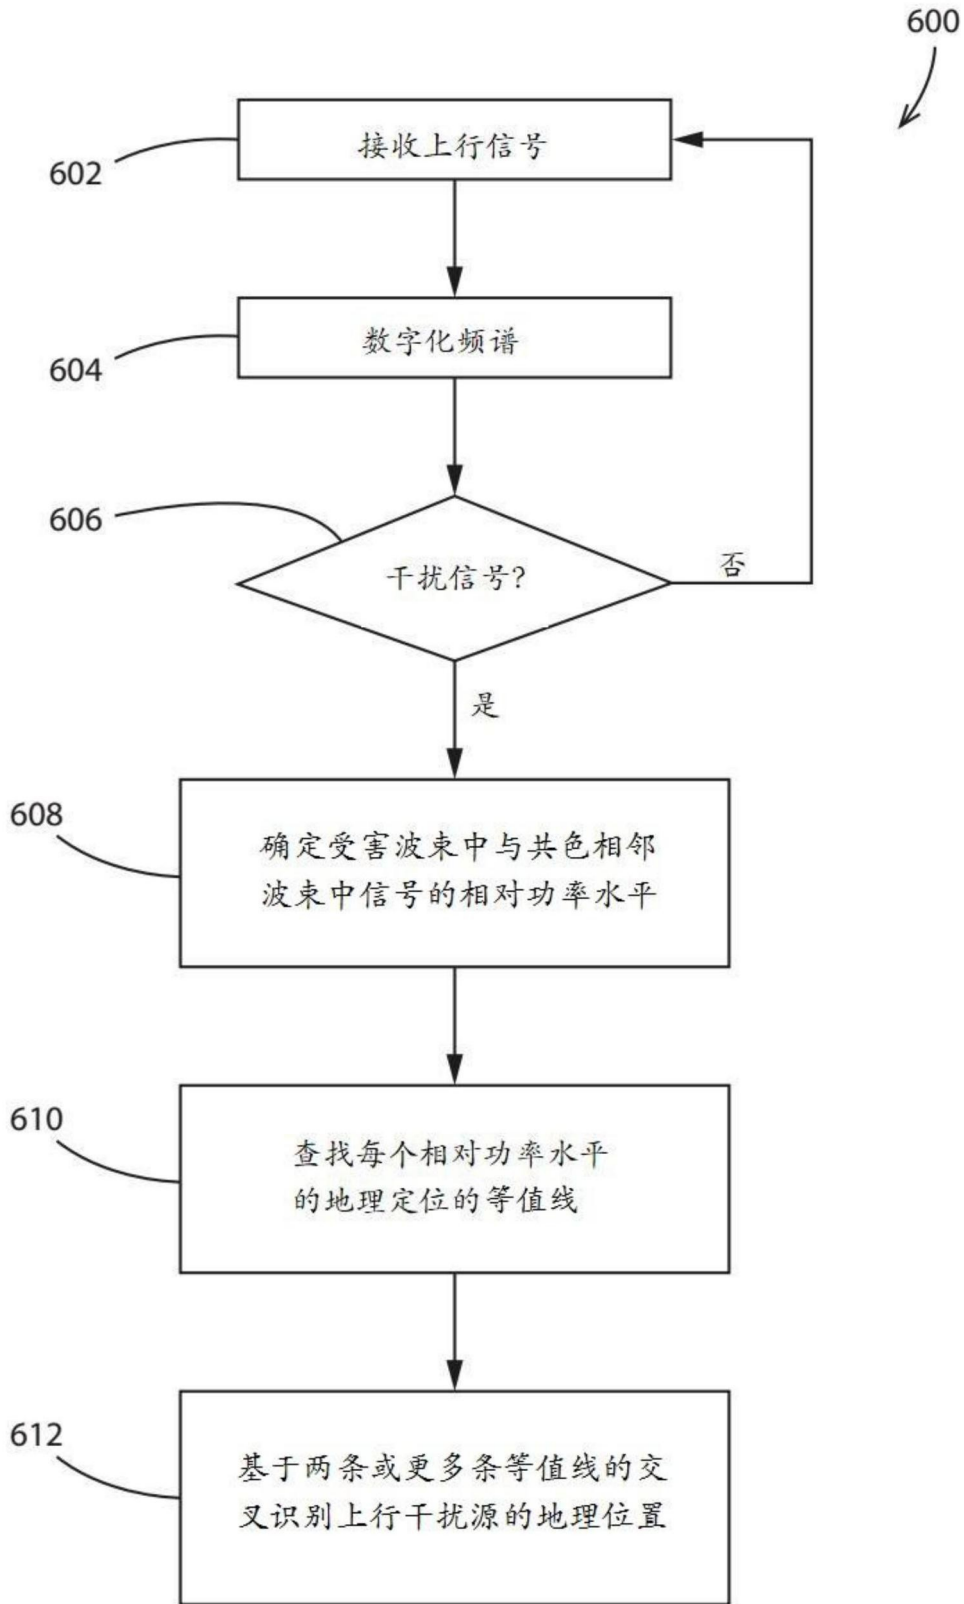 600
接收上行信号
602
数字化频谱
604
606
干扰信号?
否
是
608
确定受害波束中与共色相邻
波束中信号的相对功率水平
610
查找每个相对功率水平
的地理定位的等值线
612
基于两条或更多条等值线的交
叉识别上行干扰源的地理位置